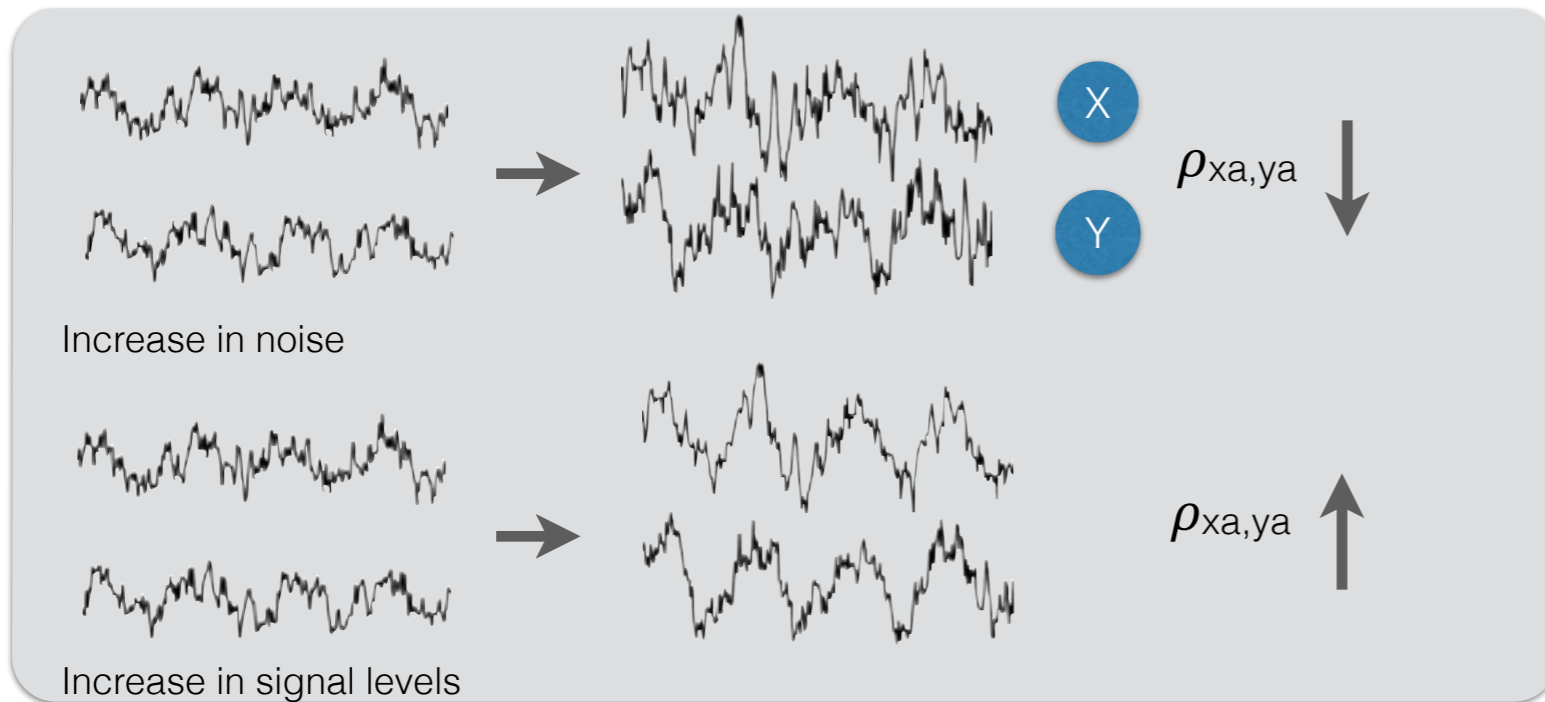 X
ρxa,ya
Y
Increase in noise
ρxa,ya
Increase in signal levels